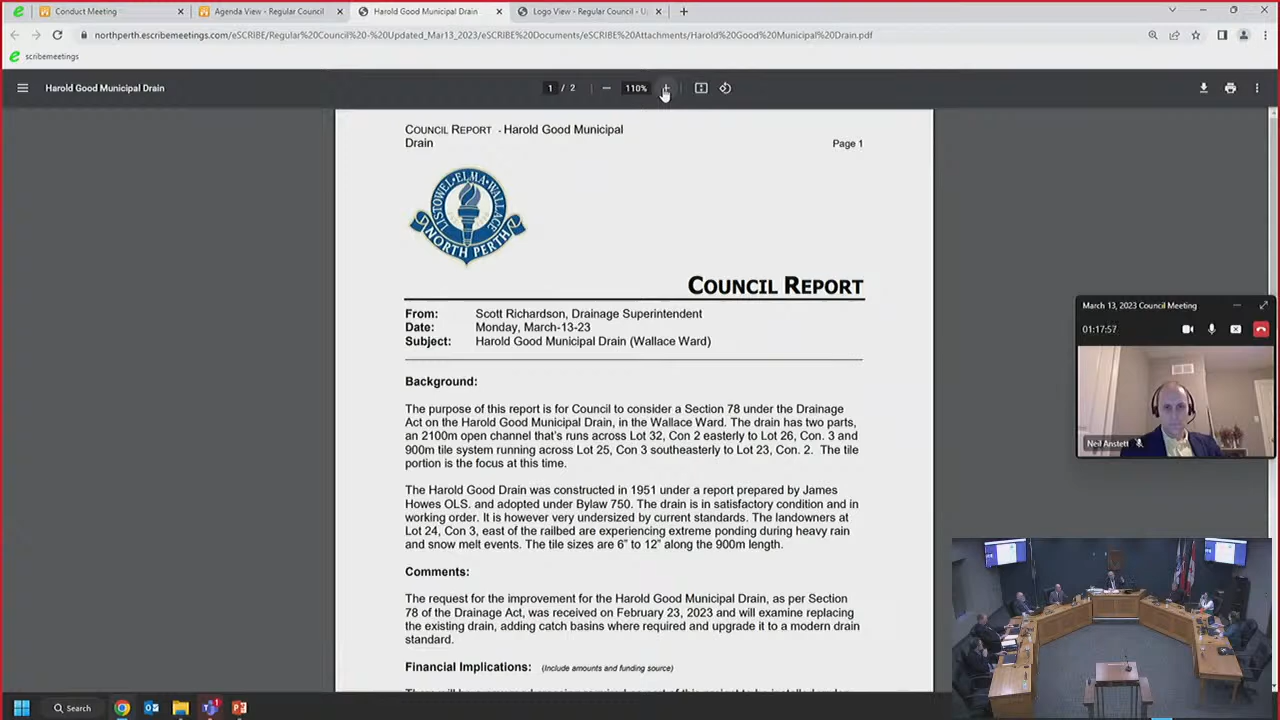 Conduct Meeting
Agenda View - Regular Council
Harold Good Municipal Drain
Logo View - Regular Council - U
northperth.escribemeetings.com/eSCRIBE/Regular%20Council%20-%20Updated_Mar13_2023/eSCRIBE%20Documents/eSCRIBE%20Attachments/Harold%20Good%20Municipal%20Drain.pdf
scribemeetings
Harold Good Municipal Drain
1 / 2
110%
COUNCIL REPORT - Harold Good Municipal
Drain
Page 1
LISTOWEL·ELMA·WALLACE
NORTH PERTH
COUNCIL REPORT
From: Scott Richardson, Drainage Superintendent
Date: Monday, March-13-23
Subject: Harold Good Municipal Drain (Wallace Ward)
Background:
The purpose of this report is for Council to consider a Section 78 under the Drainage
Act on the Harold Good Municipal Drain, in the Wallace Ward. The drain has two parts,
an 2100m open channel that's runs across Lot 32, Con 2 easterly to Lot 26, Con. 3 and
900m tile system running across Lot 25, Con 3 southeasterly to Lot 23, Con. 2. The tile
portion is the focus at this time.
The Harold Good Drain was constructed in 1951 under a report prepared by James
Howes OLS. and adopted under Bylaw 750. The drain is in satisfactory condition and in
working order. It is however very undersized by current standards. The landowners at
Lot 24, Con 3, east of the railbed are experiencing extreme ponding during heavy rain
and snow melt events. The tile sizes are 6" to 12" along the 900m length.
Comments:
The request for the improvement for the Harold Good Municipal Drain, as per Section
78 of the Drainage Act, was received on February 23, 2023 and will examine replacing
the existing drain, adding catch basins where required and upgrade it to a modern drain
standard.
Financial Implications: (Include amounts and funding source)
March 13, 2023 Council Meeting
01:17:57
Neil Anstett
Search